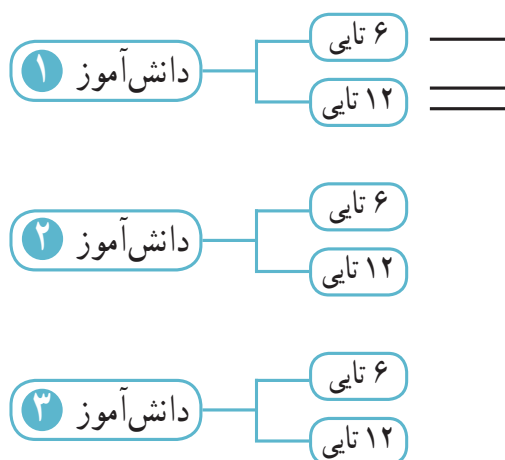 ۶ تایی
دانش‌آموز ۱
۱۲ تایی
۶ تایی
دانش‌آموز ۲
۱۲ تایی
۶ تایی
دانش‌آموز ۳
۱۲ تایی